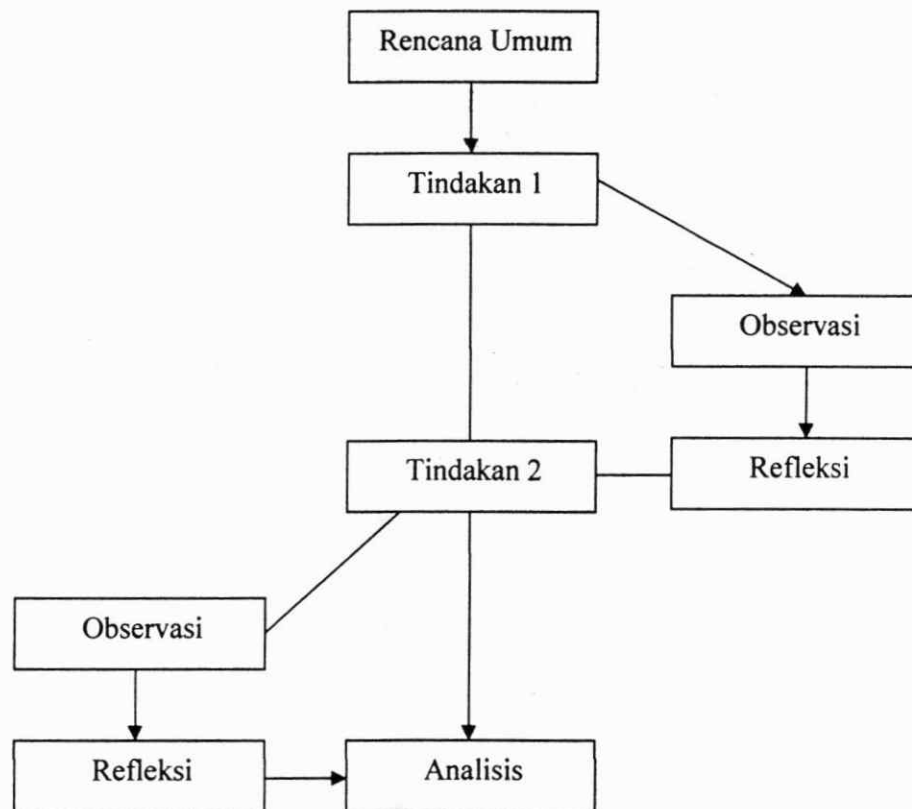 Rencana Umum
Tindakan 1
Observasi
Refleksi
Tindakan 2
Observasi
Refleksi
Analisis